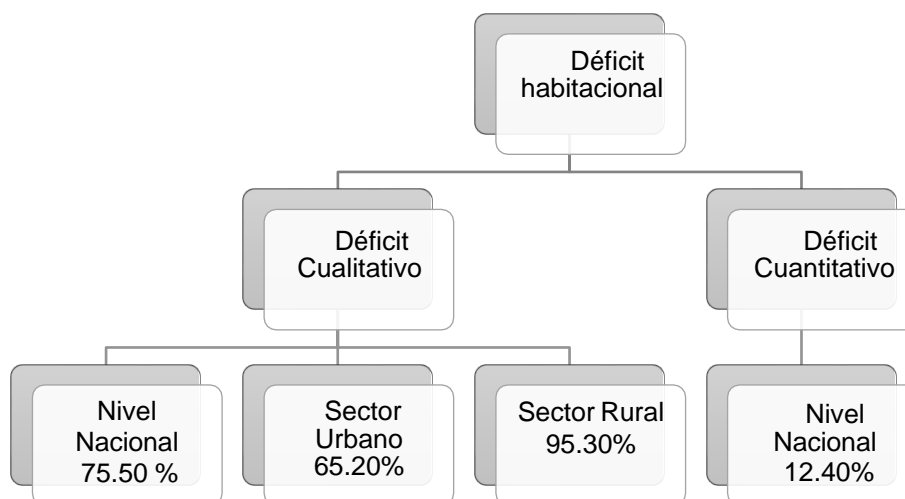 Déficit
habitacional
Déficit
Cualitativo
Déficit
Cuantitativo
Nivel
Nacional
75.50 %
Sector
Urbano
65.20%
Sector Rural
95.30%
Nivel
Nacional
12.40%